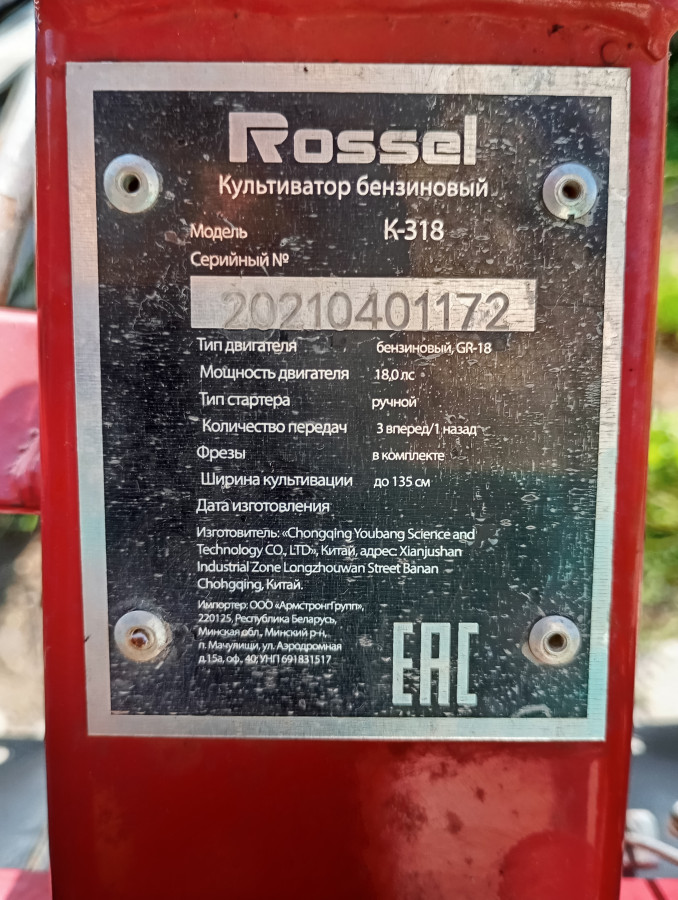 Rossel
Культиватор бензиновый
Модель K-318
Серийный №
20210401172
Тип двигателя бензиновый, GR-18
Мощность двигателя 18,0 лс
Тип стартера ручной
Количество передач 3 вперед/1 назад
Фрезы в комплекте
Ширина культивации до 135 см
Дата изготовления
Изготовитель: «Chongqing Youbang Science and
Technology CO., LTD», Китай, адрес: Xianjushan
Industrial Zone Longzhouwan Street Banan
Chohgqing, Китай.
Импортер: ООО «АрмстронгГрупп»,
220125, Республика Беларусь,
Минская обл., Минский р-н,
п. Мачулищи, ул. Аэродромная
д.15а, оф., 40; УНП 691831517
EAC